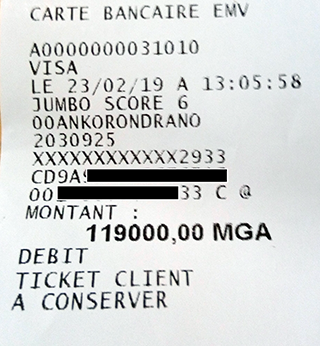 CARTE BANCAIRE EMV
A0000000031010
VISA
LE 23/02/19 A 13:05:58
JUMBO SCORE 6
00ANKORONDRANO
2030925
XXXXXXXXXXXX2933
CD9A
00 33 C @
MONTANT :
119000,00 MGA
DEBIT
TICKET CLIENT
A CONSERVER